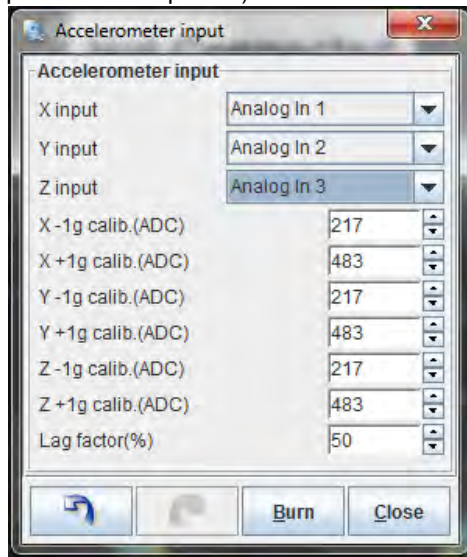 Accelerometer input
Accelerometer input
X input Analog In 1
Y input Analog In 2
Z input Analog In 3
X -1g calib.(ADC) 217
X +1g calib.(ADC) 483
Y -1g calib.(ADC) 217
Y +1g calib.(ADC) 483
Z -1g calib.(ADC) 217
Z +1g calib.(ADC) 483
Lag factor(%) 50
Burn Close